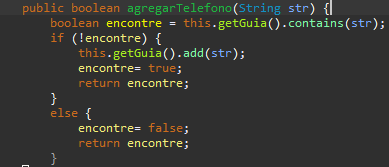 public boolean agregarTelefono(String str) {
boolean encontre = this.getGuia().contains(str);
if (!encontre) {
this.getGuia().add(str);
encontre= true;
return encontre;
}
else {
encontre= false;
return encontre;
}